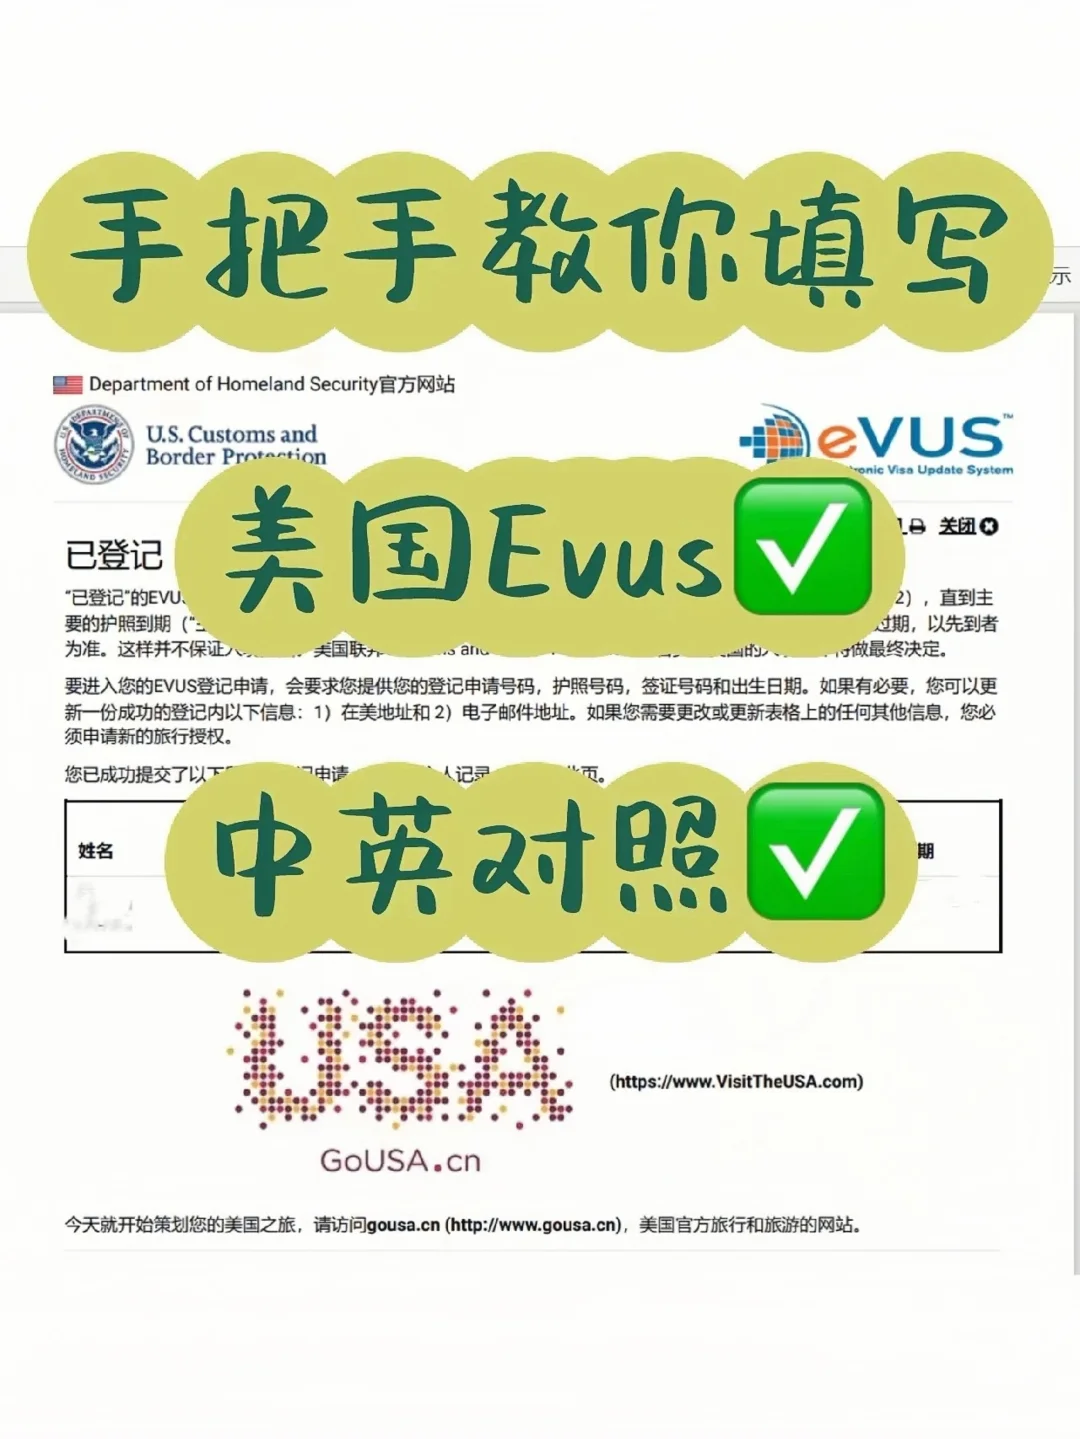 手把手教你填写
示
Department of Homeland Security官方网站
U.S. Customs and
Border Protection
eVUS™
ronic Visa Update System
美国Evus✅
关闭
已登记
“已登记”的EVUS 2），直到主
要的护照到期（“主 过期，以先到者
为准。这样并不保证入 美国联邦 s and 的 将做最终决定。
要进入您的EVUS登记申请，会要求您提供您的登记申请号码，护照号码，签证号码和出生日期。如果有必要，您可以更
新一份成功的登记内以下信息：1）在美地址和 2）电子邮件地址。如果您需要更改或更新表格上的任何其他信息，您必
须申请新的旅行授权。
您已成功提交了以下 申请 人记录 此页。
中英对照✅
姓名 期
USA
GoUSA.cn
(https://www.VisitTheUSA.com)
今天就开始策划您的美国之旅，请访问gousa.cn (http://www.gousa.cn)，美国官方旅行和旅游的网站。